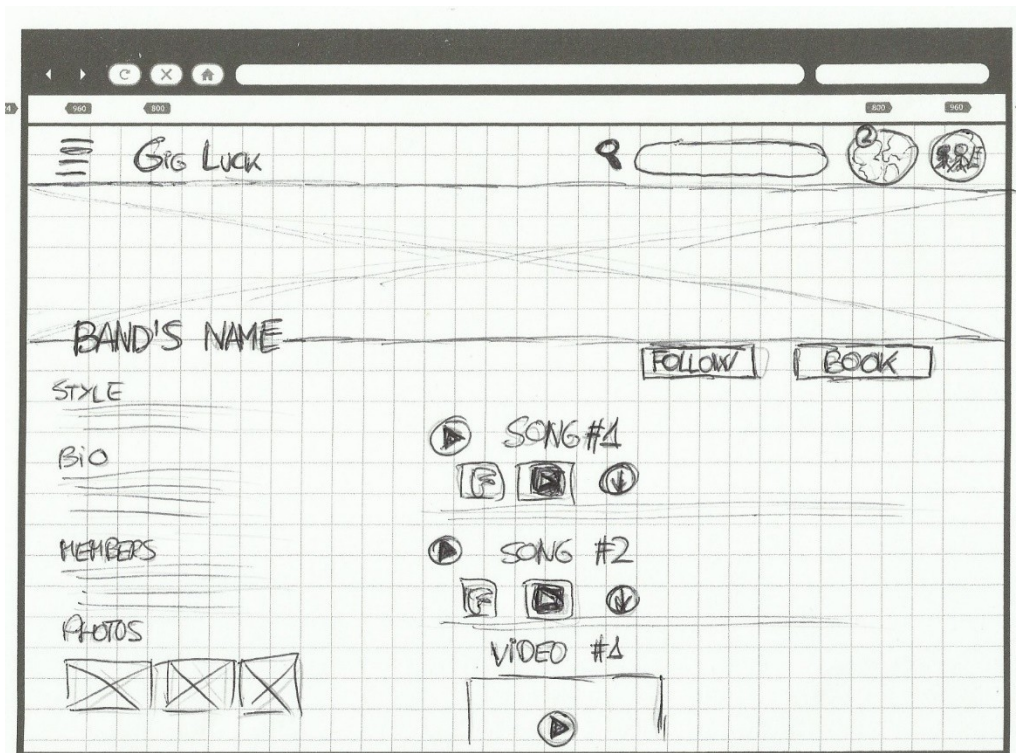 960 800 800 960
Gig Luck
2
BAND'S NAME
FOLLOW BOOK
STYLE
SONG #1
BiO
F
MEMBERS
SONG #2
F
PHOTOS
ViDEO #1